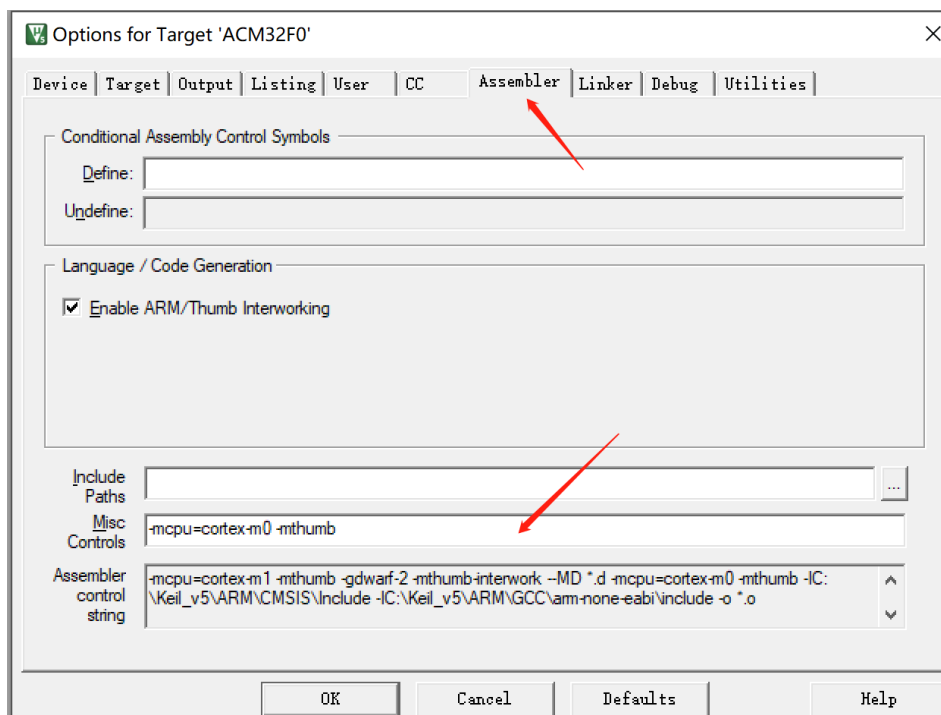 Options for Target 'ACM32F0'
Device Target Output Listing User CC Assembler Linker Debug Utilities
Conditional Assembly Control Symbols
Define:
Undefine:
Language / Code Generation
Enable ARM/Thumb Interworking
Include
Paths
...
Misc
Controls
-mcpu=cortex-m0 -mthumb
Assembler
control
string
-mcpu=cortex-m1 -mthumb -gdwarf-2 -mthumb-interwork --MD *.d -mcpu=cortex-m0 -mthumb -IC:
\Keil_v5\ARM\CMSIS\Include -IC:\Keil_v5\ARM\GCC\arm-none-eabi\include -o *.o
OK Cancel Defaults Help